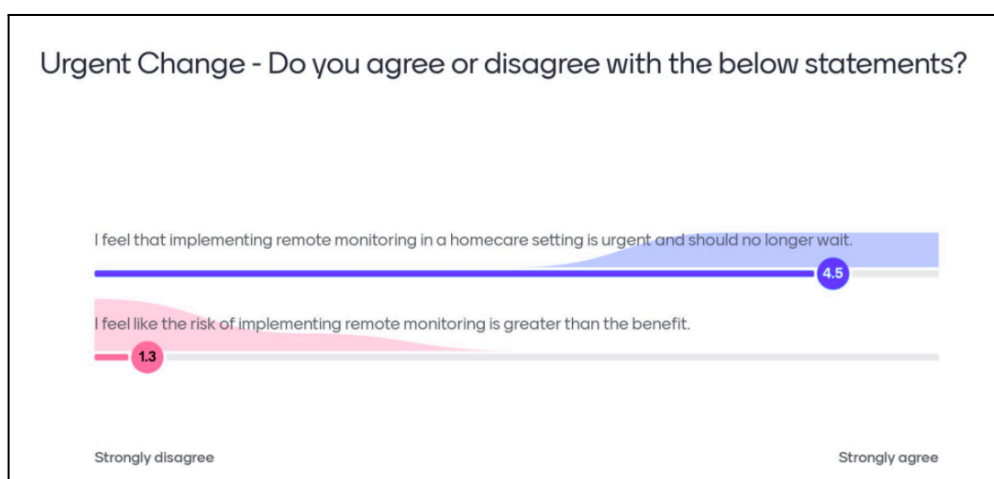 Urgent Change - Do you agree or disagree with the below statements?
I feel that implementing remote monitoring in a homecare setting is urgent and should no longer wait.
4.5
I feel like the risk of implementing remote monitoring is greater than the benefit.
1.3
Strongly disagree
Strongly agree